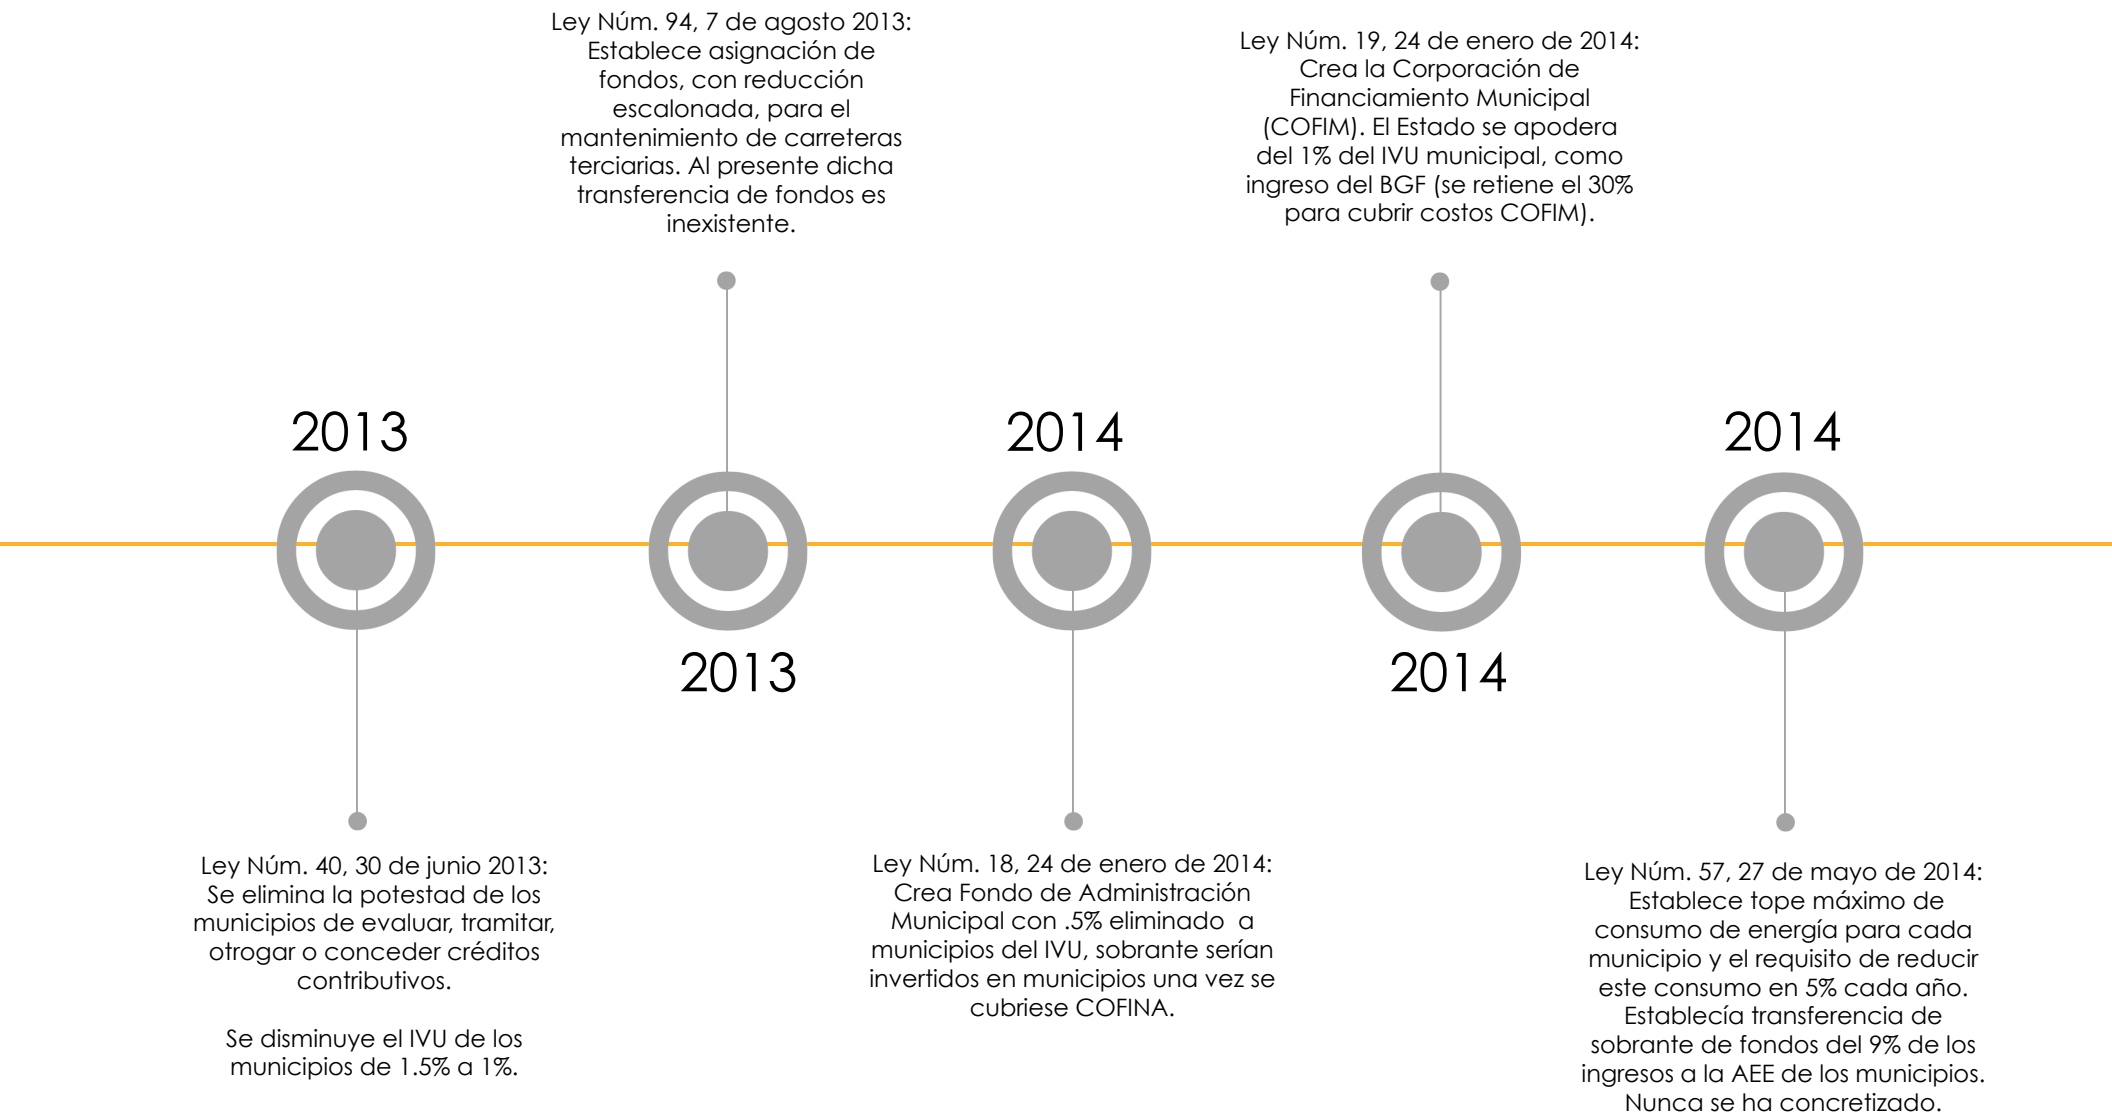 Ley Núm. 94, 7 de agosto 2013:
Establece asignación de
fondos, con reducción
escalonada, para el
mantenimiento de carreteras
terciarias. Al presente dicha
transferencia de fondos es
inexistente.
Ley Núm. 19, 24 de enero de 2014:
Crea la Corporación de
Financiamiento Municipal
(COFIM). El Estado se apodera
del 1% del IVU municipal, como
ingreso del BGF (se retiene el 30%
para cubrir costos COFIM).
2013
2014
2014
2013
2014
Ley Núm. 40, 30 de junio 2013:
Se elimina la potestad de los
municipios de evaluar, tramitar,
otrogar o conceder créditos
contributivos.
Se disminuye el IVU de los
municipios de 1.5% a 1%.
Ley Núm. 18, 24 de enero de 2014:
Crea Fondo de Administración
Municipal con .5% eliminado  a
municipios del IVU, sobrante serían
invertidos en municipios una vez se
cubriese COFINA.
Ley Núm. 57, 27 de mayo de 2014:
Establece tope máximo de
consumo de energía para cada
municipio y el requisito de reducir
este consumo en 5% cada año.
Establecía transferencia de
sobrante de fondos del 9% de los
ingresos a la AEE de los municipios.
Nunca se ha concretizado.